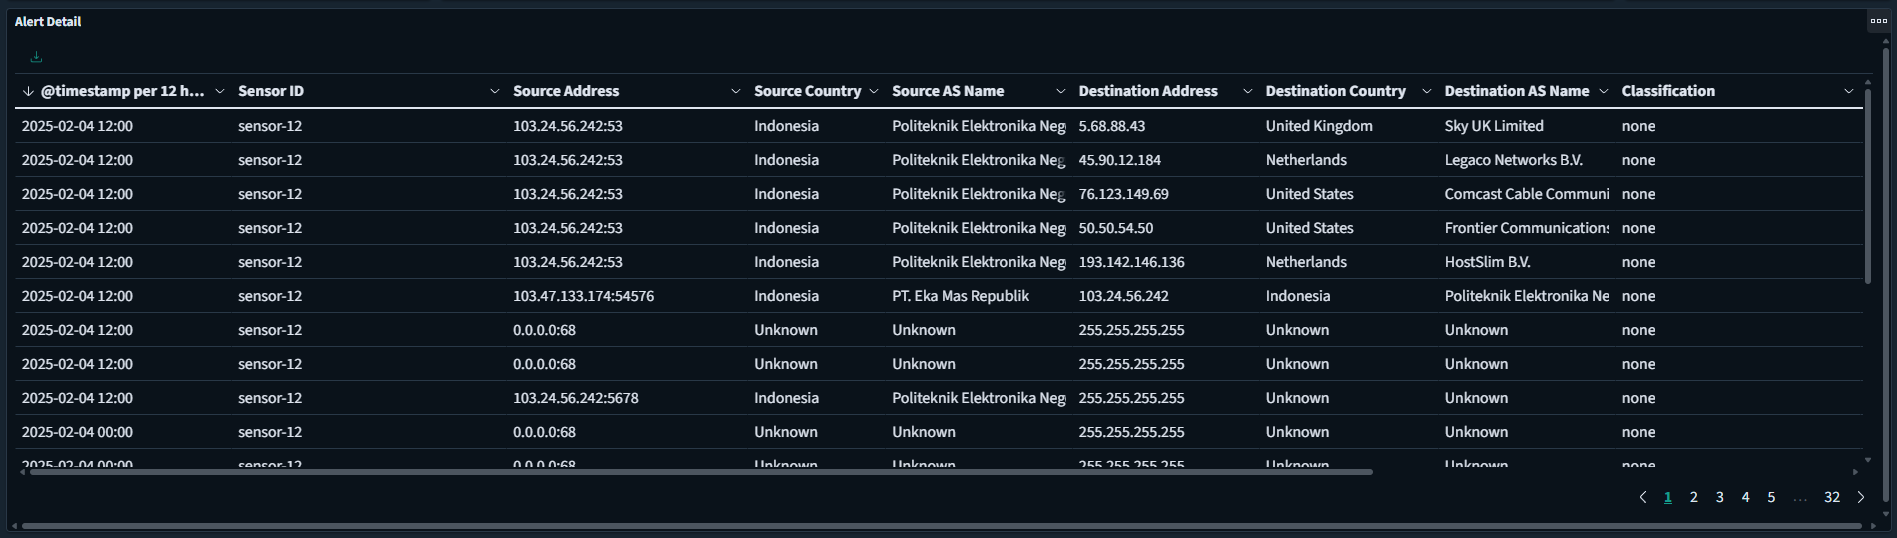 Alert Detail
@timestamp per 12 h... Sensor ID Source Address Source Country Source AS Name Destination Address Destination Country Destination AS Name Classification
2025-02-04 12:00 sensor-12 103.24.56.242:53 Indonesia Politeknik Elektronika Neg 5.68.88.43 United Kingdom Sky UK Limited none
2025-02-04 12:00 sensor-12 103.24.56.242:53 Indonesia Politeknik Elektronika Neg 45.90.12.184 Netherlands Legaco Networks B.V. none
2025-02-04 12:00 sensor-12 103.24.56.242:53 Indonesia Politeknik Elektronika Neg 76.123.149.69 United States Comcast Cable Communi none
2025-02-04 12:00 sensor-12 103.24.56.242:53 Indonesia Politeknik Elektronika Neg 50.50.54.50 United States Frontier Communications none
2025-02-04 12:00 sensor-12 103.24.56.242:53 Indonesia Politeknik Elektronika Neg 193.142.146.136 Netherlands HostSlim B.V. none
2025-02-04 12:00 sensor-12 103.47.133.174:54576 Indonesia PT. Eka Mas Republik 103.24.56.242 Indonesia Politeknik Elektronika Ne none
2025-02-04 12:00 sensor-12 0.0.0.0:68 Unknown Unknown 255.255.255.255 Unknown Unknown none
2025-02-04 12:00 sensor-12 0.0.0.0:68 Unknown Unknown 255.255.255.255 Unknown Unknown none
2025-02-04 12:00 sensor-12 103.24.56.242:5678 Indonesia Politeknik Elektronika Neg 255.255.255.255 Unknown Unknown none
2025-02-04 00:00 sensor-12 0.0.0.0:68 Unknown Unknown 255.255.255.255 Unknown Unknown none
2025-02-04 00:00 sensor-12 0.0.0.0:68 Unknown Unknown 255.255.255.255 Unknown Unknown none
1 2 3 4 5 ... 32